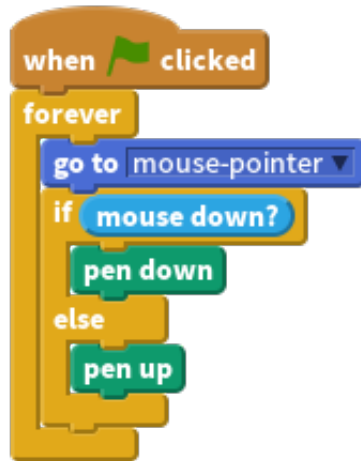 when clicked
forever
go to mouse-pointer
if mouse down?
pen down
else
pen up